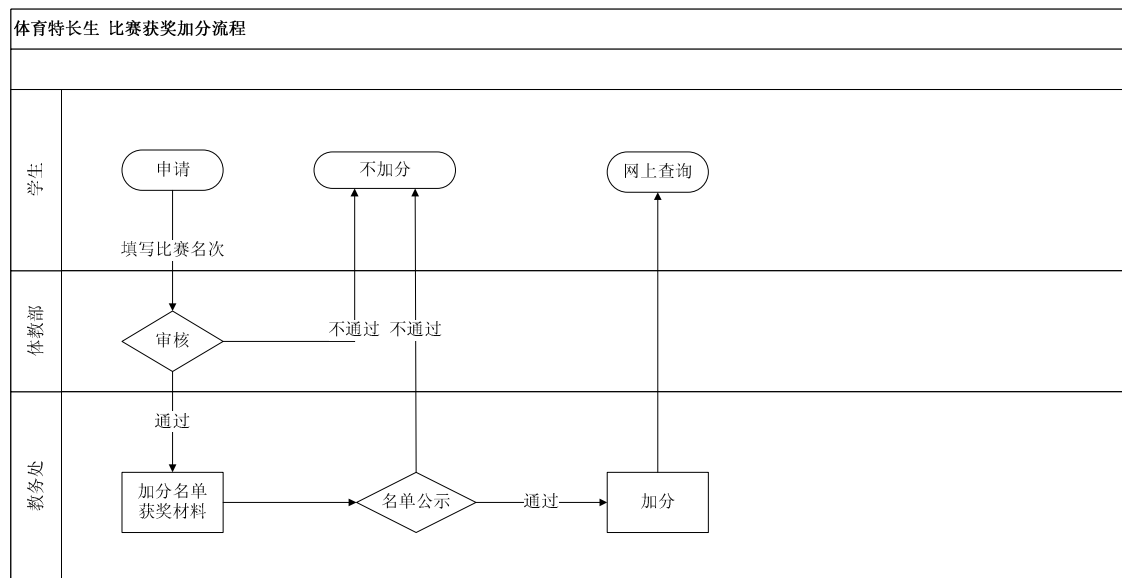 体育特长生 比赛获奖加分流程
学生
申请
不加分
网上查询
填写比赛名次
体教部
审核
不通过
不通过
通过
教务处
加分名单
获奖材料
名单公示
通过
加分